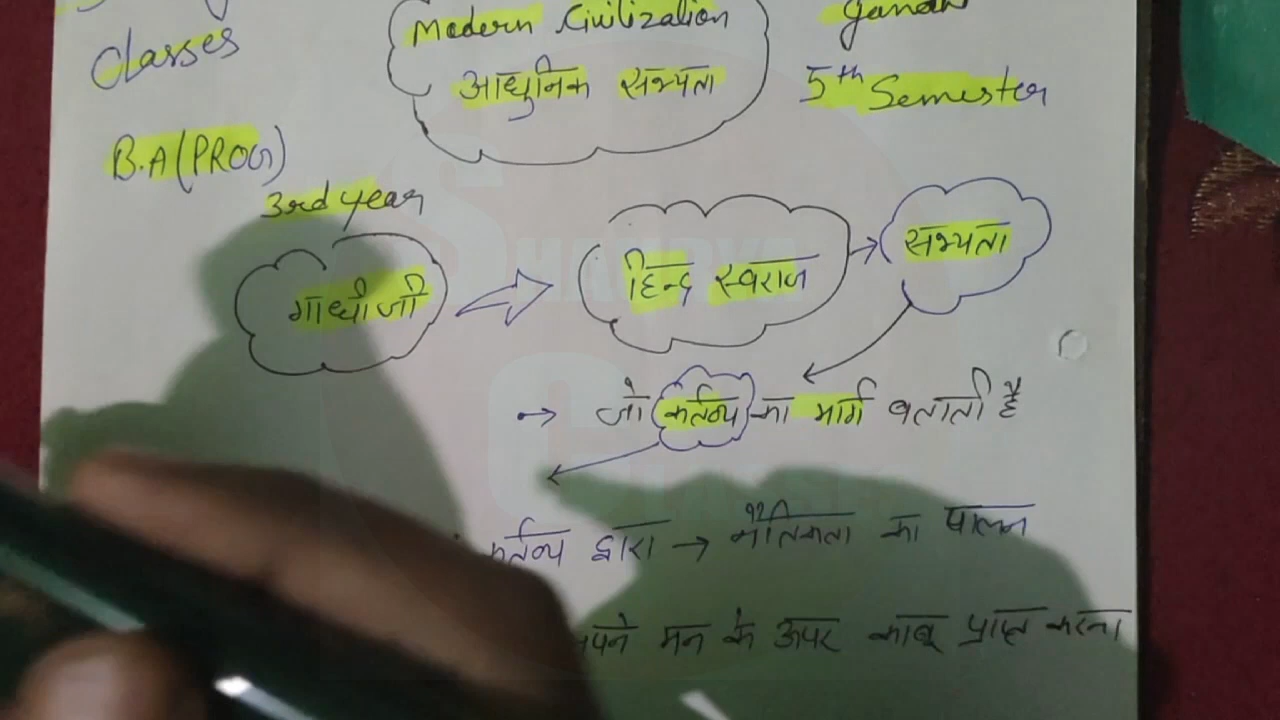 Classes
Modern Civilization
आधुनिक सभ्यता
Gandhi
5th Semester
B.A (PROG)
3rd year
गाधीजी → हिन्द स्वराज → सभ्यता
→ जो कर्तव्य का मार्ग बताती है
कर्तव्य द्वारा → नैतिकता का पालन
अपने मन के ऊपर काबू प्राप्त करना